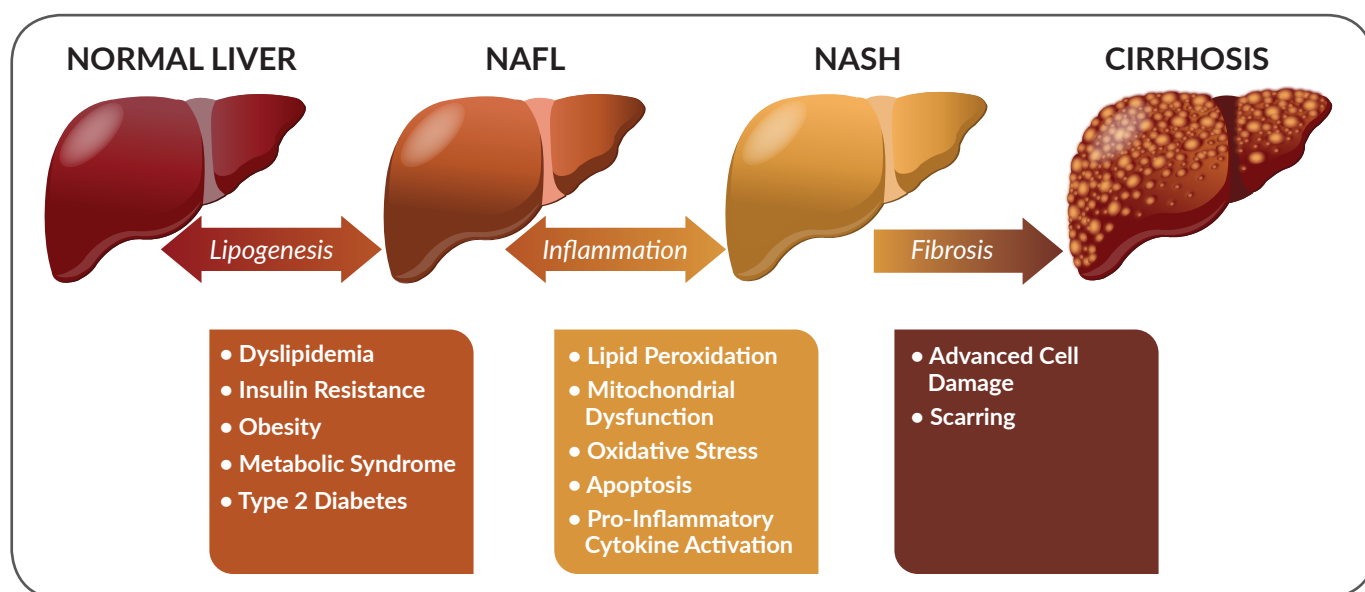 NORMAL LIVER
NAFL
NASH
CIRRHOSIS
Lipogenesis
Inflammation
Fibrosis
• Dyslipidemia
• Insulin Resistance
• Obesity
• Metabolic Syndrome
• Type 2 Diabetes
• Lipid Peroxidation
• Mitochondrial
Dysfunction
• Oxidative Stress
• Apoptosis
• Pro-Inflammatory
Cytokine Activation
• Advanced Cell
Damage
• Scarring